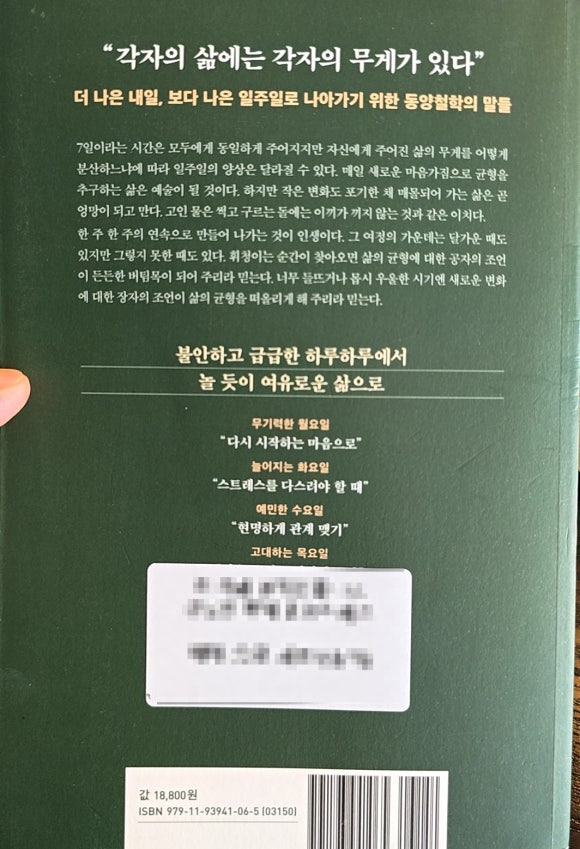 “각자의 삶에는 각자의 무게가 있다”
더 나은 내일, 보다 나은 일주일로 나아가기 위한 동양철학의 말들
7일이라는 시간은 모두에게 동일하게 주어지지만 자신에게 주어진 삶의 무게를 어떻게
분산하느냐에 따라 일주일의 양상은 달라질 수 있다. 매일 새로운 마음가짐으로 균형을
추구하는 삶은 예술이 될 것이다. 하지만 작은 변화도 포기한 채 매몰되어 가는 삶은 곧
엉망이 되고 만다. 고인 물은 썩고 구르는 돌에는 이끼가 끼지 않는 것과 같은 이치다.
한 주 한 주의 연속으로 만들어 나가는 것이 인생이다. 그 여정의 가운데는 달가운 때도
있지만 그렇지 못한 때도 있다. 휘청이는 순간이 찾아오면 삶의 균형에 대한 공자의 조언
이 든든한 버팀목이 되어 주리라 믿는다. 너무 들뜨거나 몹시 우울한 시기엔 새로운 변화
에 대한 장자의 조언이 삶의 균형을 떠올리게 해 주리라 믿는다.
불안하고 급급한 하루하루에서
놀 듯이 여유로운 삶으로
무기력한 월요일
“다시 시작하는 마음으로”
늘어지는 화요일
“스트레스를 다스려야 할 때”
예민한 수요일
“현명하게 관계 맺기”
고대하는 목요일
값 18,800원
ISBN 979-11-93941-06-5 (03150)